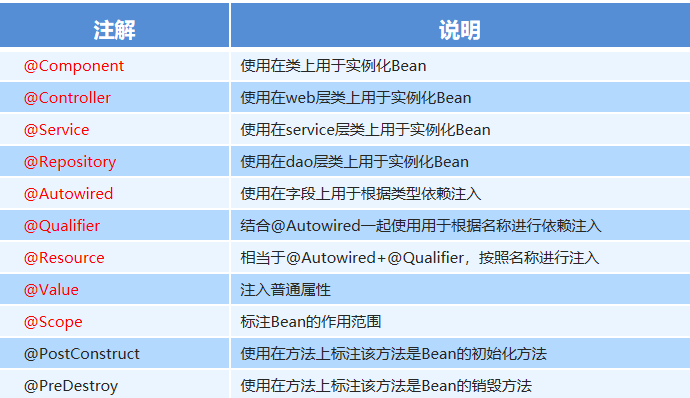 注解 说明
@Component 使用在类上用于实例化Bean
@Controller 使用在web层类上用于实例化Bean
@Service 使用在service层类上用于实例化Bean
@Repository 使用在dao层类上用于实例化Bean
@Autowired 使用在字段上用于根据类型依赖注入
@Qualifier 结合@Autowired一起使用用于根据名称进行依赖注入
@Resource 相当于@Autowired+@Qualifier，按照名称进行注入
@Value 注入普通属性
@Scope 标注Bean的作用范围
@PostConstruct 使用在方法上标注该方法是Bean的初始化方法
@PreDestroy 使用在方法上标注该方法是Bean的销毁方法